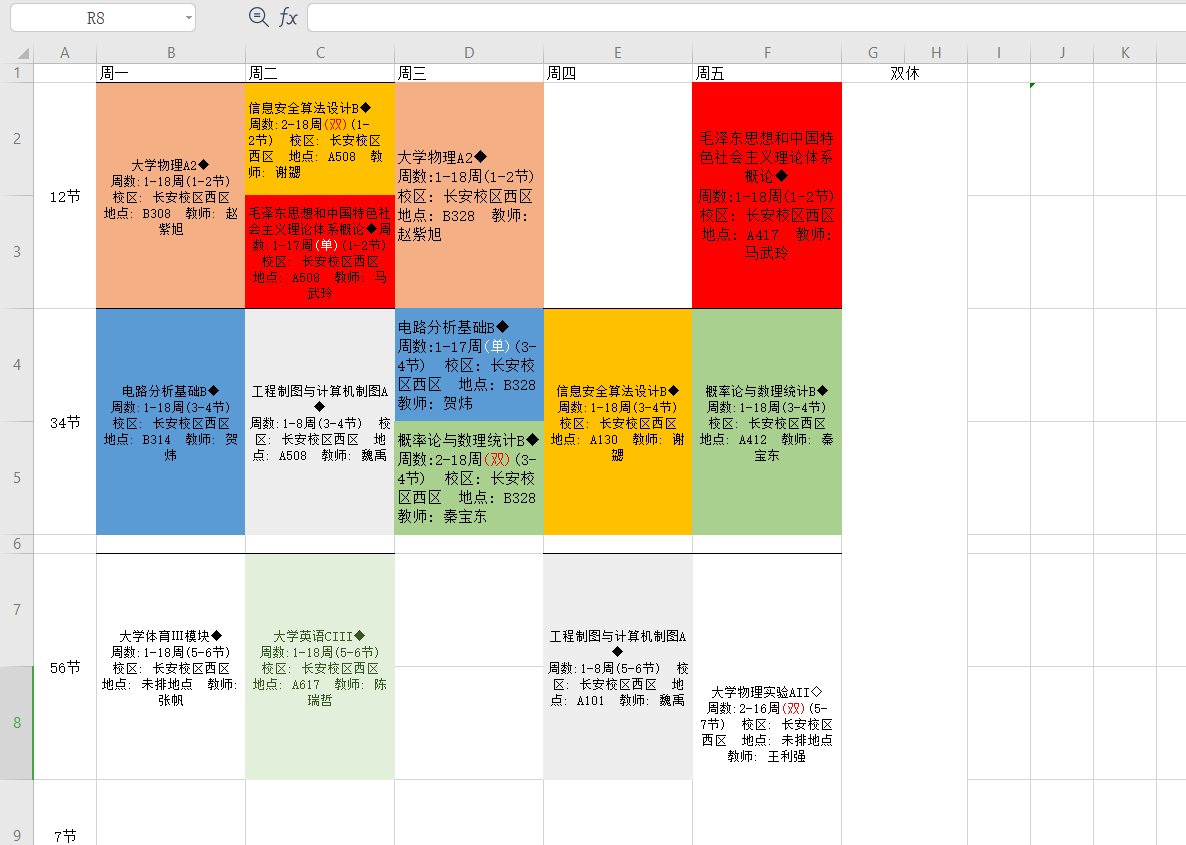 R8
fx
A B C D E F G H I J K
1 周一 周二 周三 周四 周五 双休
2
3
12节
大学物理A2◆
周数:1-18周(1-2节)
校区: 长安校区西区
地点: B308 教师: 赵
紫旭
信息安全算法设计B◆
周数:2-18周(双)(1-
2节) 校区: 长安校区
西区 地点: A508 教
师: 谢勰
毛泽东思想和中国特色社
会主义理论体系概论◆周
数:1-17周(单)(1-2节)
校区: 长安校区西区
地点: A508 教师: 马
武玲
大学物理A2◆
周数:1-18周(1-2节)
校区: 长安校区西区
地点: B328 教师:
赵紫旭
毛泽东思想和中国特
色社会主义理论体系
概论◆
周数:1-18周(1-2节)
校区: 长安校区西区
地点: A417 教师:
马武玲
4
5
34节
电路分析基础B◆
周数:1-18周(3-4节)
校区: 长安校区西区
地点: B314 教师: 贺
炜
工程制图与计算机制图A
◆
周数:1-8周(3-4节) 校
区: 长安校区西区 地
点: A508 教师: 魏禹
电路分析基础B◆
周数:1-17周(单)(3-
4节) 校区: 长安校
区西区 地点: B328
教师: 贺炜
概率论与数理统计B◆
周数:2-18周(双)(3-
4节) 校区: 长安校
区西区 地点: B328
教师: 秦宝东
信息安全算法设计B◆
周数:1-18周(3-4节)
校区: 长安校区西区
地点: A130 教师: 谢
勰
概率论与数理统计B◆
周数:1-18周(3-4节)
校区: 长安校区西区
地点: A412 教师: 秦
宝东
6
7
8
56节
大学体育III模块◆
周数:1-18周(5-6节)
校区: 长安校区西区
地点: 未排地点 教师:
张帆
大学英语CIII◆
周数:1-18周(5-6节)
校区: 长安校区西区
地点: A617 教师: 陈
瑞哲
工程制图与计算机制图A
◆
周数:1-8周(5-6节) 校
区: 长安校区西区 地
点: A101 教师: 魏禹
大学物理实验AII◇
周数:2-16周(双)(5-
7节) 校区: 长安校区
西区 地点: 未排地点
教师: 王利强
9 7节